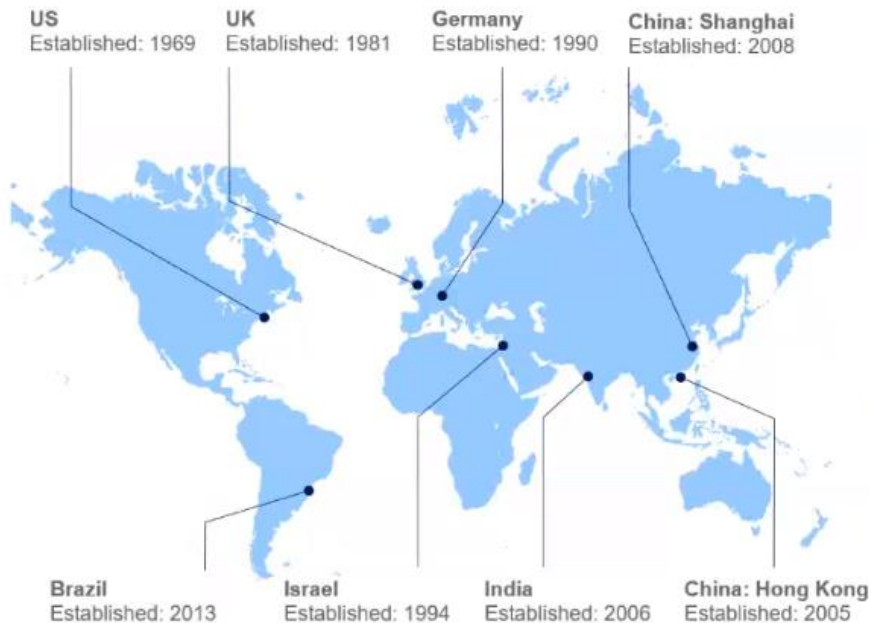 US
Established: 1969
UK
Established: 1981
Germany
Established: 1990
China: Shanghai
Established: 2008
Brazil
Established: 2013
Israel
Established: 1994
India
Established: 2006
China: Hong Kong
Established: 2005